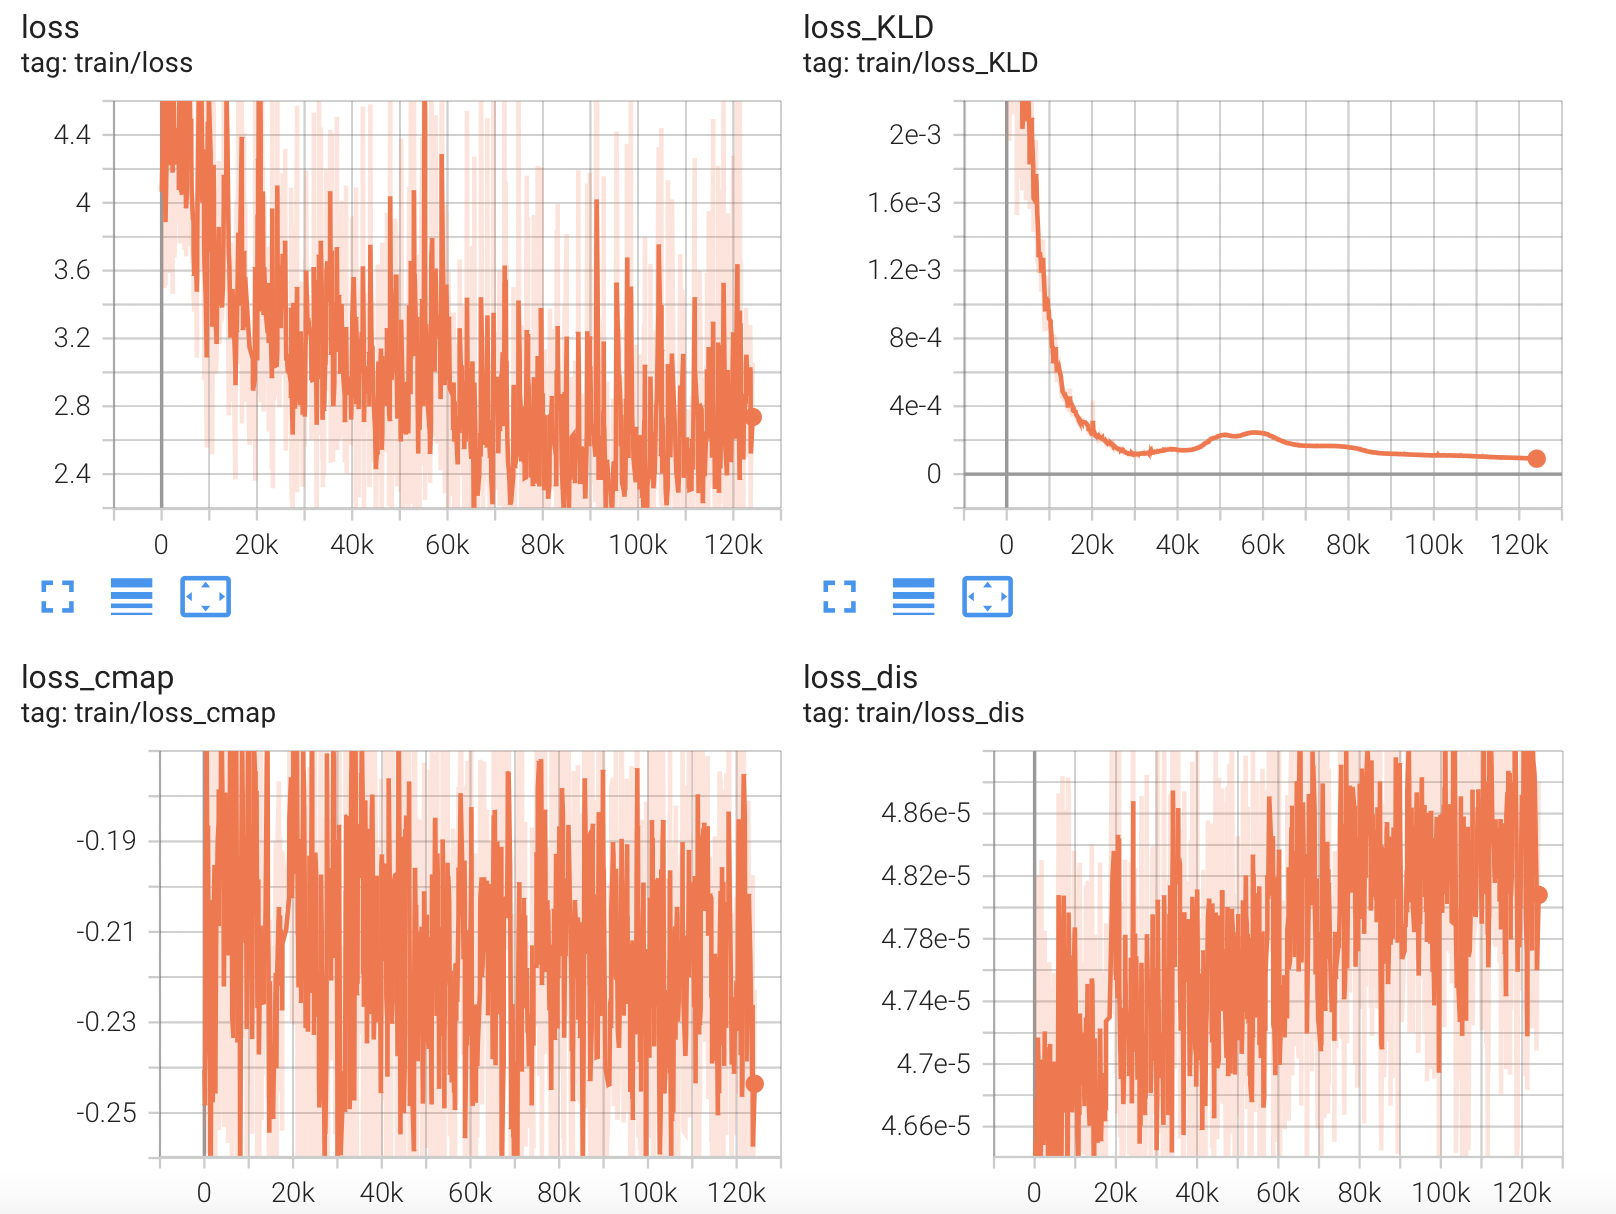 loss
tag: train/loss
4.4
4
3.6
3.2
2.8
2.4
0 20k 40k 60k 80k 100k 120k
loss_KLD
tag: train/loss_KLD
2e-3
1.6e-3
1.2e-3
8e-4
4e-4
0
0 20k 40k 60k 80k 100k 120k
loss_cmap
tag: train/loss_cmap
-0.19
-0.21
-0.23
-0.25
0 20k 40k 60k 80k 100k 120k
loss_dis
tag: train/loss_dis
4.86e-5
4.82e-5
4.78e-5
4.74e-5
4.7e-5
4.66e-5
0 20k 40k 60k 80k 100k 120k